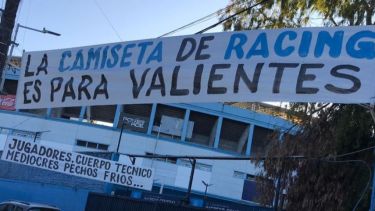 LA CAMISETA DE RACING
ES PARA VALIENTES
JUGADORES, CUERPO TECNICO
MEDIOCRES PECHOS FRIOS...